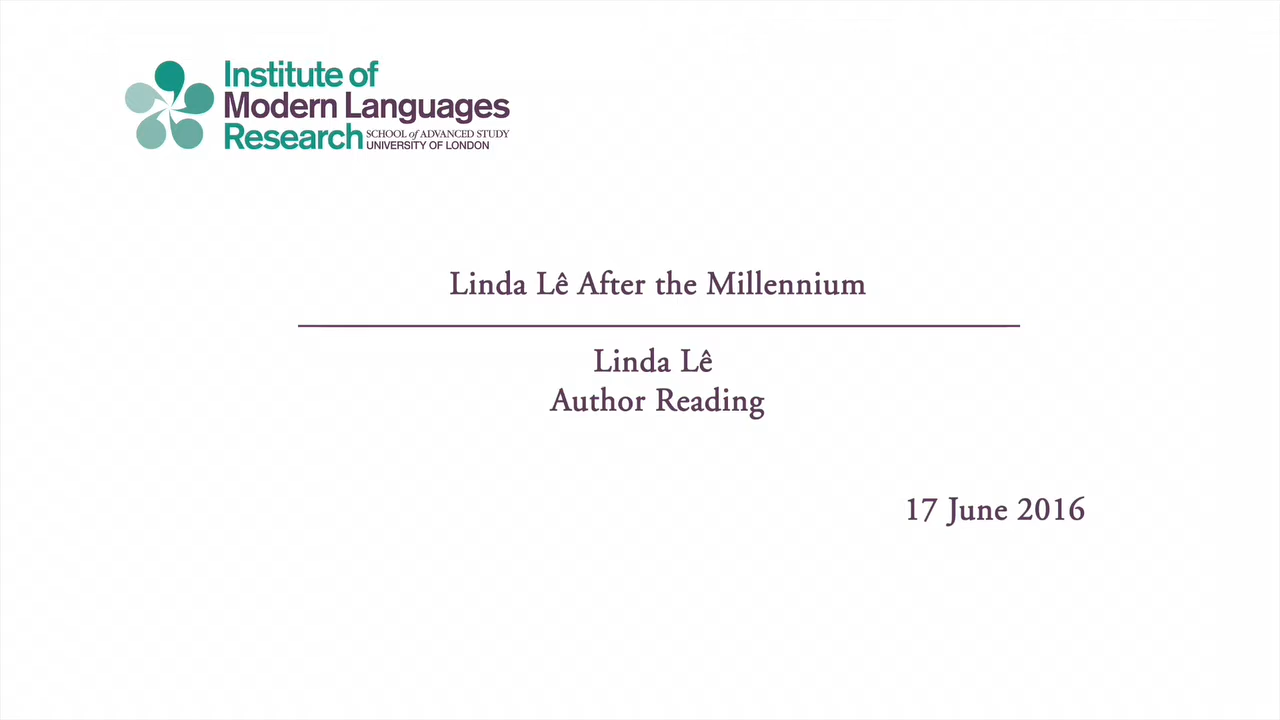 Institute of
Modern Languages
Research SCHOOL of ADVANCED STUDY
UNIVERSITY OF LONDON
Linda Lê After the Millennium
Linda Lê
Author Reading
17 June 2016